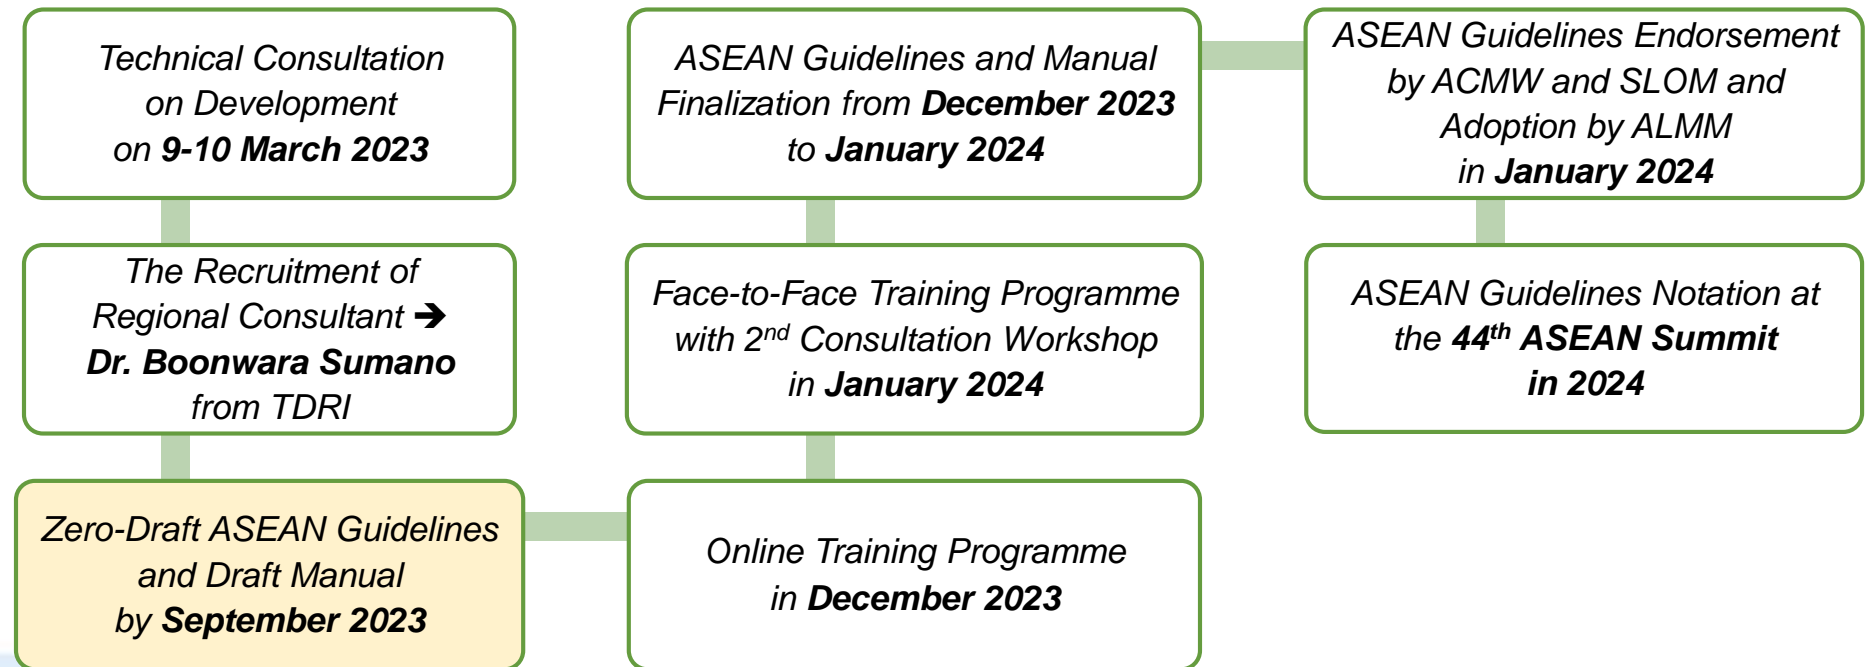 Technical Consultation
on Development
on 9-10 March 2023
The Recruitment of
Regional Consultant ➔
Dr. Boonwara Sumano
from TDRI
Zero-Draft ASEAN Guidelines
and Draft Manual
by September 2023
Online Training Programme
in December 2023
Face-to-Face Training Programme
with 2nd Consultation Workshop
in January 2024
ASEAN Guidelines and Manual
Finalization from December 2023
to January 2024
ASEAN Guidelines Endorsement
by ACMW and SLOM and
Adoption by ALMM
in January 2024
ASEAN Guidelines Notation at
the 44th ASEAN Summit
in 2024